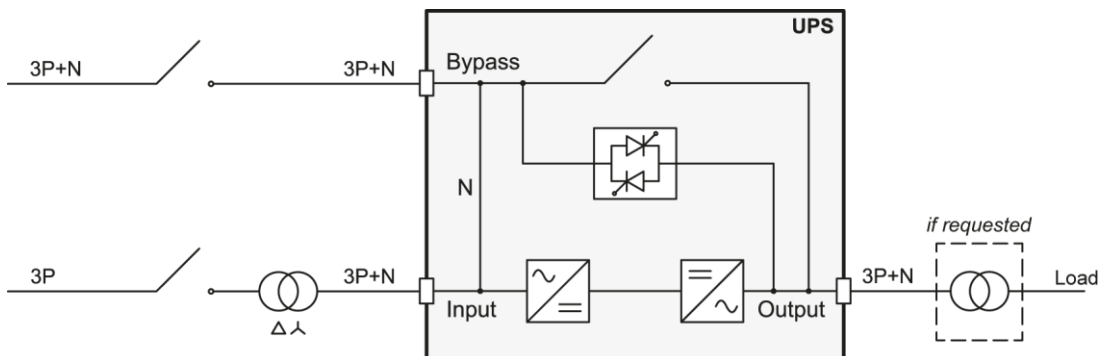 UPS
3P+N
3P+N
Bypass
N
if requested
3P
3P+N
Input
Output
3P+N
Load